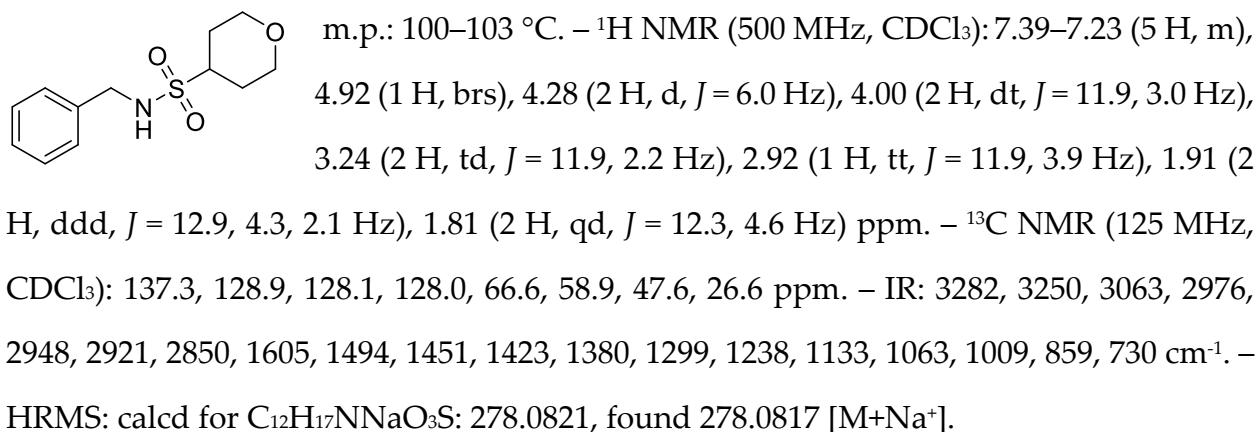 m.p.: 100–103 °C. – ¹H NMR (500 MHz, CDCl₃): 7.39–7.23 (5 H, m),
4.92 (1 H, brs), 4.28 (2 H, d, J = 6.0 Hz), 4.00 (2 H, dt, J = 11.9, 3.0 Hz),
3.24 (2 H, td, J = 11.9, 2.2 Hz), 2.92 (1 H, tt, J = 11.9, 3.9 Hz), 1.91 (2
H, ddd, J = 12.9, 4.3, 2.1 Hz), 1.81 (2 H, qd, J = 12.3, 4.6 Hz) ppm. – ¹³C NMR (125 MHz,
CDCl₃): 137.3, 128.9, 128.1, 128.0, 66.6, 58.9, 47.6, 26.6 ppm. – IR: 3282, 3250, 3063, 2976,
2948, 2921, 2850, 1605, 1494, 1451, 1423, 1380, 1299, 1238, 1133, 1063, 1009, 859, 730 cm⁻¹. –
HRMS: calcd for C₁₂H₁₇NNaO₃S: 278.0821, found 278.0817 [M+Na⁺].
O
O
S
N
H
O